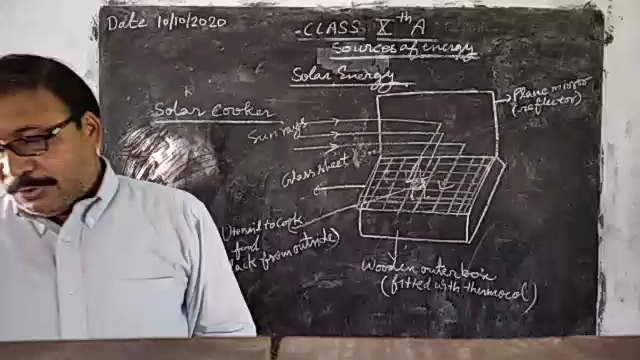 Date 10/10/2020
CLASS Xth A
Sources of energy
Solar Energy
Solar Cooker
Plane mirror
(reflector)
Sun rays
Glass sheet
Utensil to cook
food
(black from outside)
Wooden outer box
(fitted with thermocol)